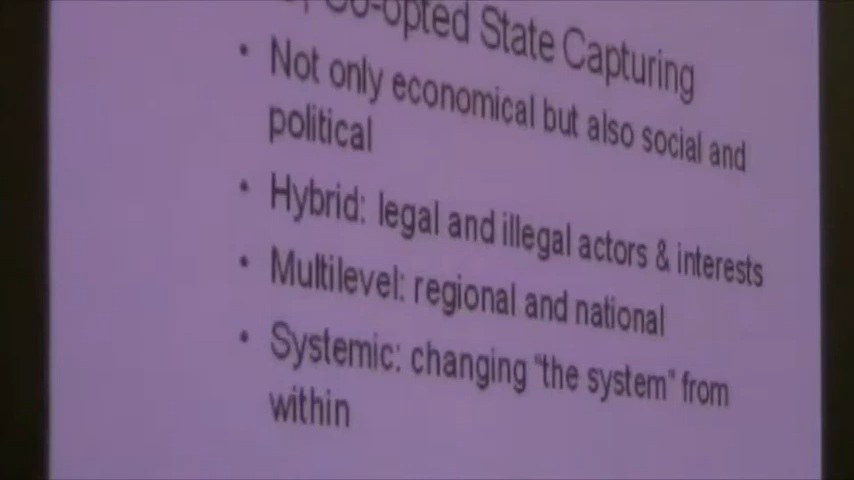 Co-opted State Capturing
• Not only economical but also social and
political
• Hybrid: legal and illegal actors & interests
• Multilevel: regional and national
• Systemic: changing "the system" from
within